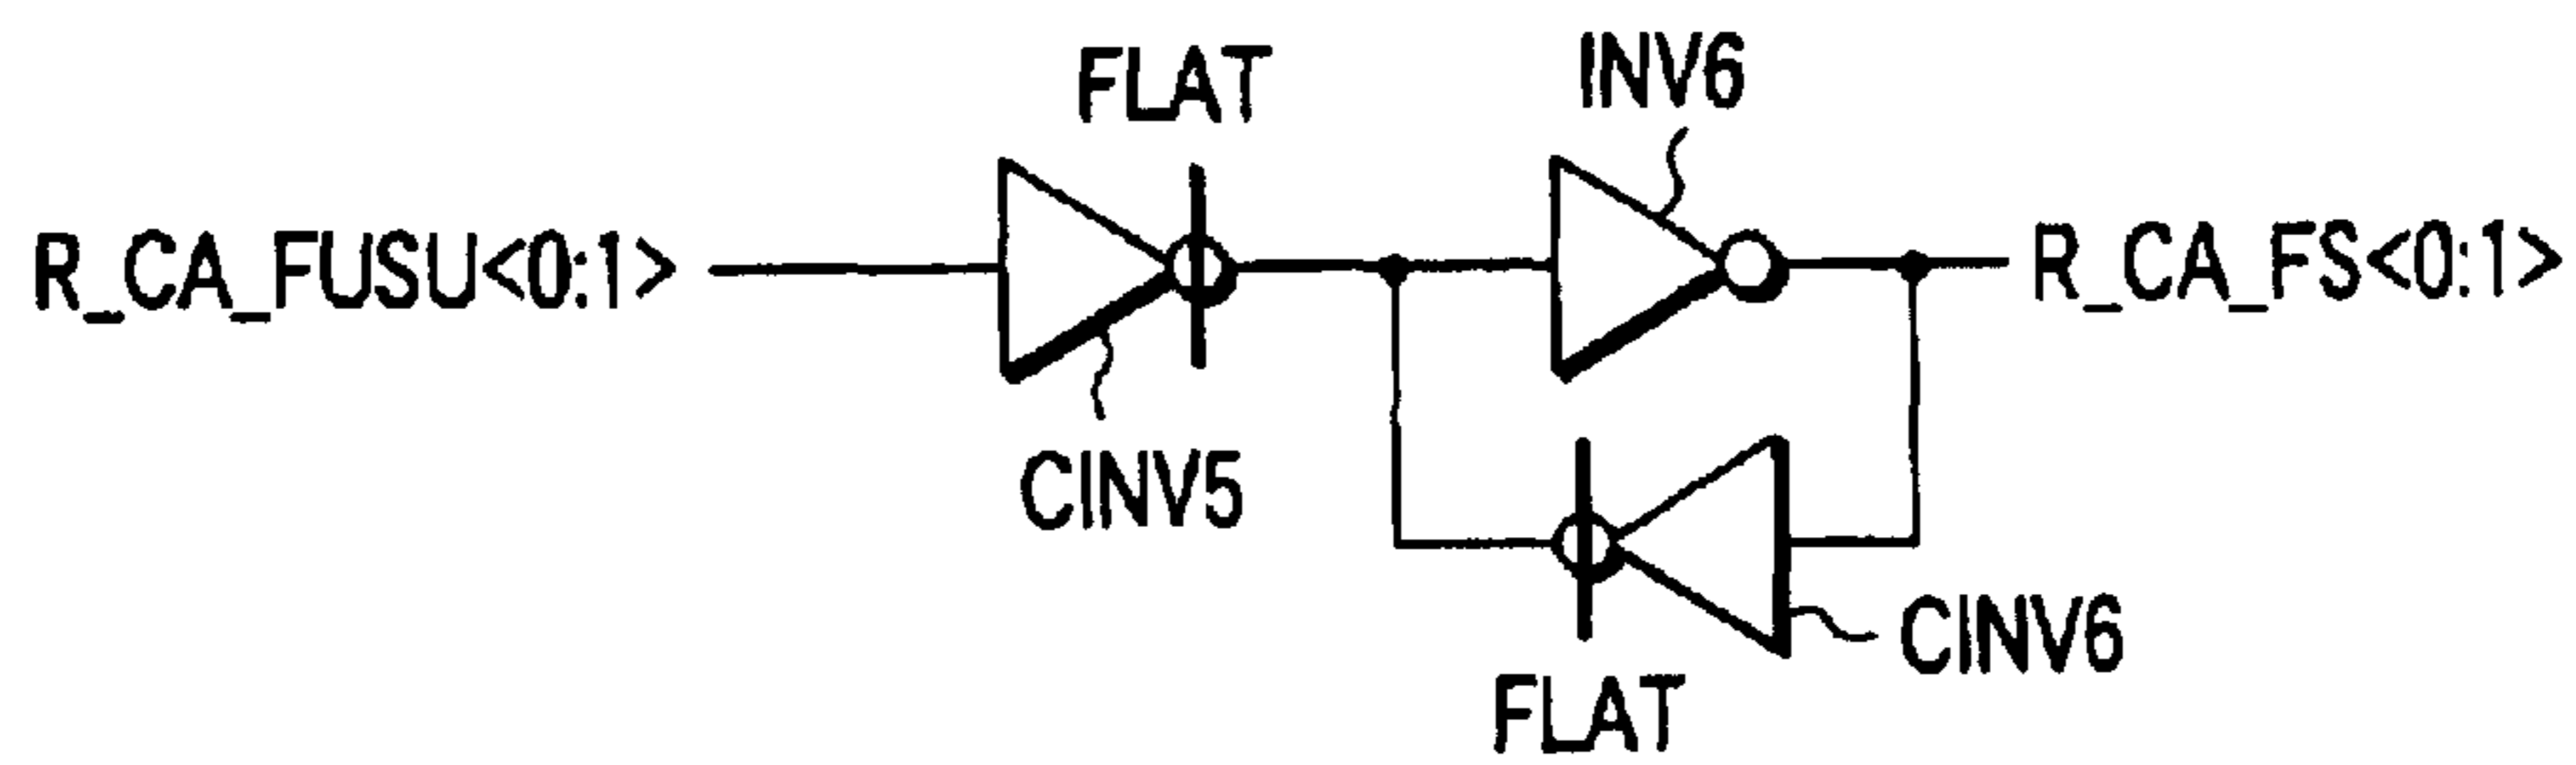 FLAT
INV6
R_CA_FUSU<0:1>
R_CA_FS<0:1>
CINV5
CINV6
FLAT